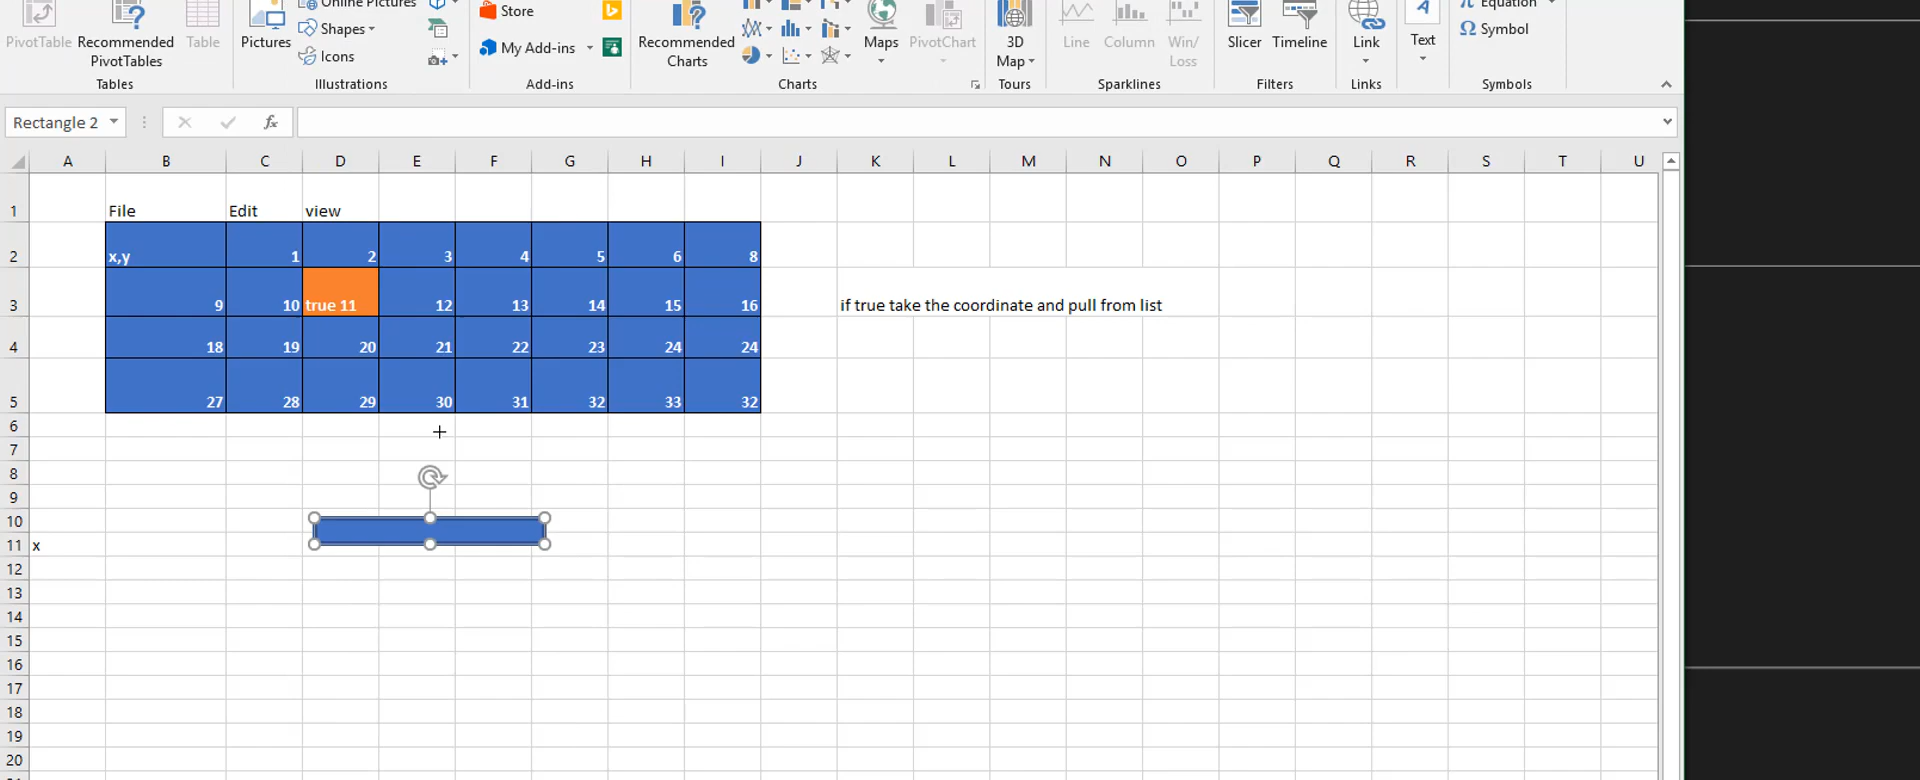 Online Pictures Equation
Store
Shapes
My Add-ins
Icons
PivotTable Recommended PivotTables Table Pictures Recommended Charts Maps PivotChart 3D Map Line Column Win/Loss Slicer Timeline Link Text Symbol
Tables Illustrations Add-ins Charts Tours Sparklines Filters Links Symbols
Rectangle 2 fx
A B C D E F G H I J K L M N O P Q R S T U
1 File Edit view
2 x,y 1 2 3 4 5 6 8
3 9 10 true 11 12 13 14 15 16 if true take the coordinate and pull from list
4 18 19 20 21 22 23 24 24
5 27 28 29 30 31 32 33 32
6
7
8
9
10
11 x
12
13
14
15
16
17
18
19
20